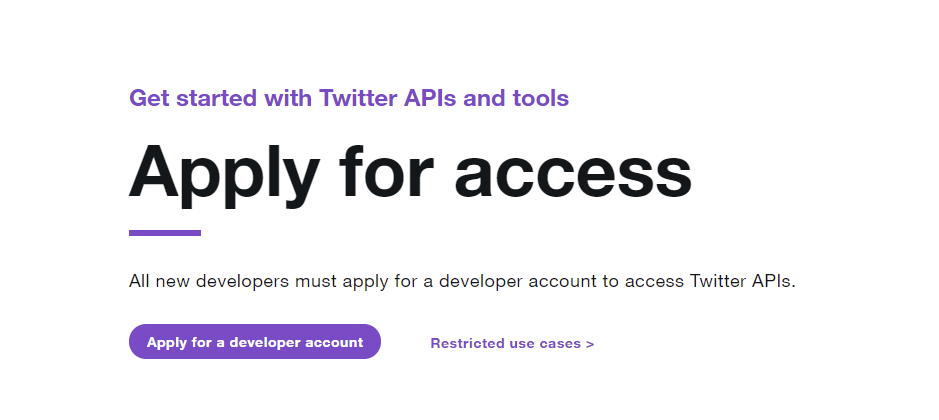 Get started with Twitter APIs and tools
Apply for access
All new developers must apply for a developer account to access Twitter APIs.
Apply for a developer account
Restricted use cases >